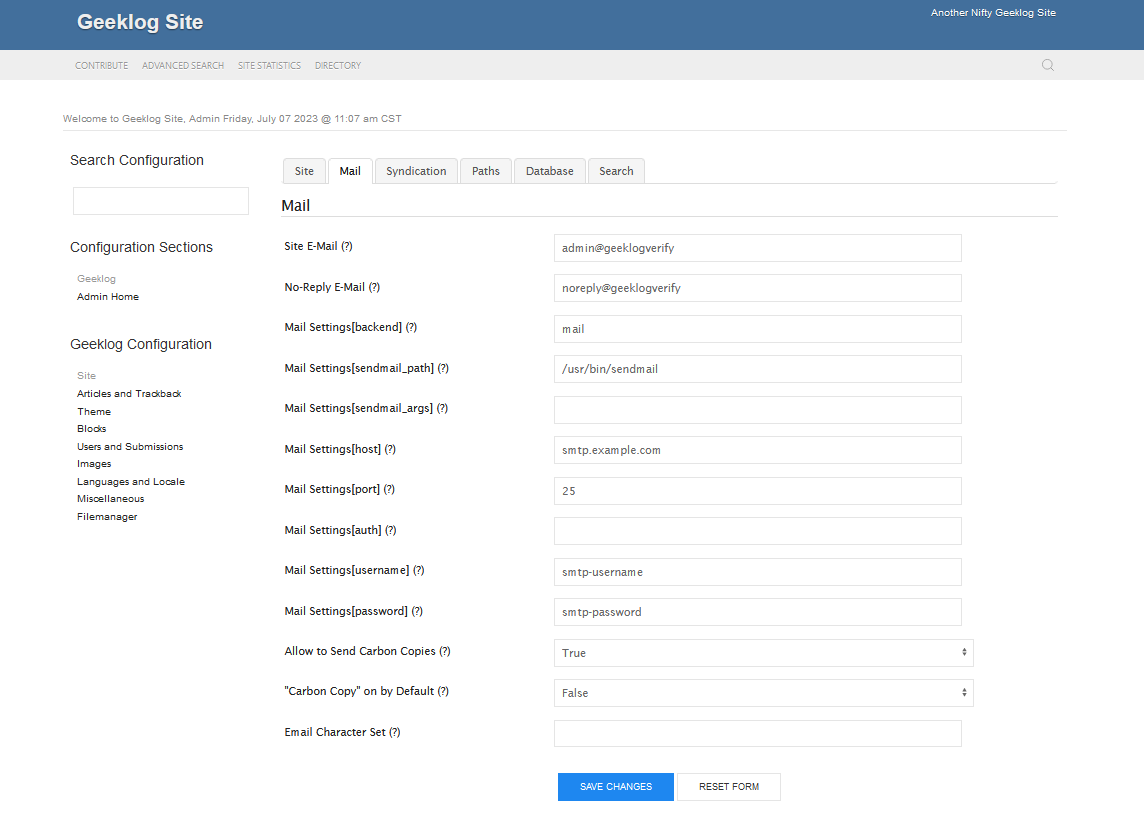 Geeklog Site
Another Nifty Geeklog Site
CONTRIBUTE ADVANCED SEARCH SITE STATISTICS DIRECTORY
Welcome to Geeklog Site, Admin Friday, July 07 2023 @ 11:07 am CST
Search Configuration
Configuration Sections
Geeklog
Admin Home
Geeklog Configuration
Site
Articles and Trackback
Theme
Blocks
Users and Submissions
Images
Languages and Locale
Miscellaneous
Filemanager
Site Mail Syndication Paths Database Search
Mail
Site E-Mail (?) admin@geeklogverify
No-Reply E-Mail (?) noreply@geeklogverify
Mail Settings[backend] (?) mail
Mail Settings[sendmail_path] (?) /usr/bin/sendmail
Mail Settings[sendmail_args] (?)
Mail Settings[host] (?) smtp.example.com
Mail Settings[port] (?) 25
Mail Settings[auth] (?)
Mail Settings[username] (?) smtp-username
Mail Settings[password] (?) smtp-password
Allow to Send Carbon Copies (?) True
"Carbon Copy" on by Default (?) False
Email Character Set (?)
SAVE CHANGES RESET FORM